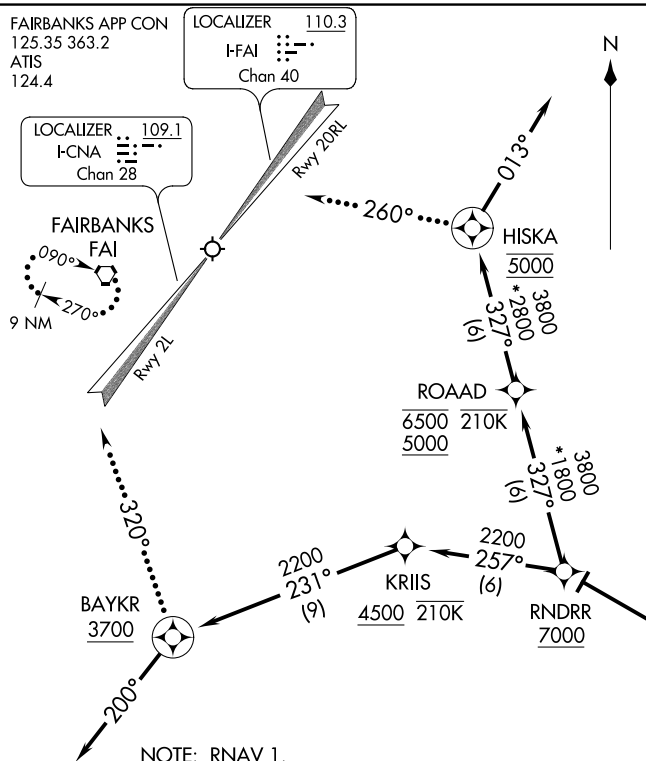 FAIRBANKS APP CON
125.35 363.2
ATIS
124.4
LOCALIZER 110.3
I-FAI
Chan 40
LOCALIZER 109.1
I-CNA
Chan 28
N
Rwy 20RL
Rwy 2L
FAIRBANKS
FAI
090°
270°
9 NM
013°
260°
HISKA
5000
3800
*2800
327°
(6)
ROAAD
6500 210K
5000
3800
*1800
327°
(6)
2200
257°
(6)
RNDRR
7000
KRIIS
4500 210K
2200
231°
(9)
320°
BAYKR
3700
200°
NOTE: RNAV 1.